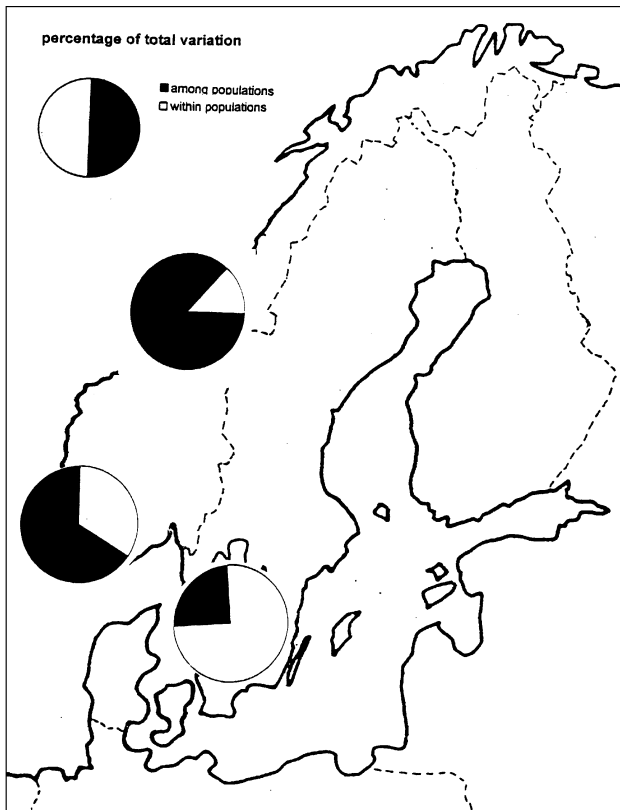 percentage of total variation
among populations
within populations